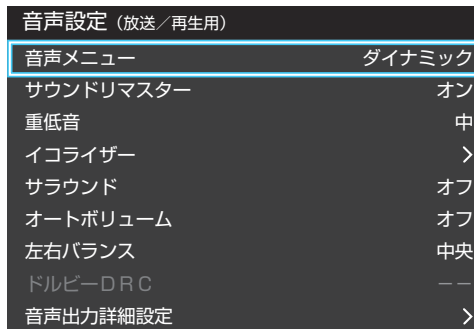 音声設定（放送／再生用）
音声メニュー ダイナミック
サウンドリマスター オン
重低音 中
イコライザー >
サラウンド オフ
オートボリューム オフ
左右バランス 中央
ドルビーＤＲＣ −−
音声出力詳細設定 >